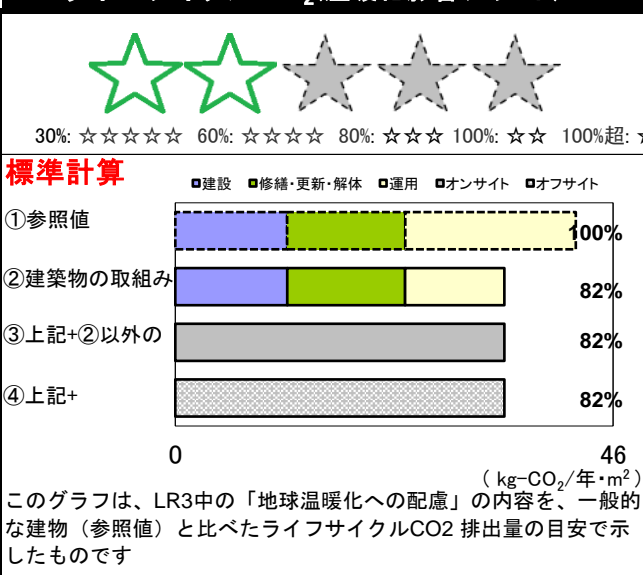 30%: ☆☆☆☆☆ 60%: ☆☆☆☆ 80%: ☆☆☆ 100%: ☆☆ 100%超:
標準計算
■建設 ■修繕・更新・解体 ■運用 ■オンサイト ■オフサイト
①参照値 100%
②建築物の取組み 82%
③上記+②以外の 82%
④上記+ 82%
0 46
( kg-CO₂/年・m² )
このグラフは、LR3中の「地球温暖化への配慮」の内容を、一般的
な建物（参照値）と比べたライフサイクルCO2 排出量の目安で示
したものです